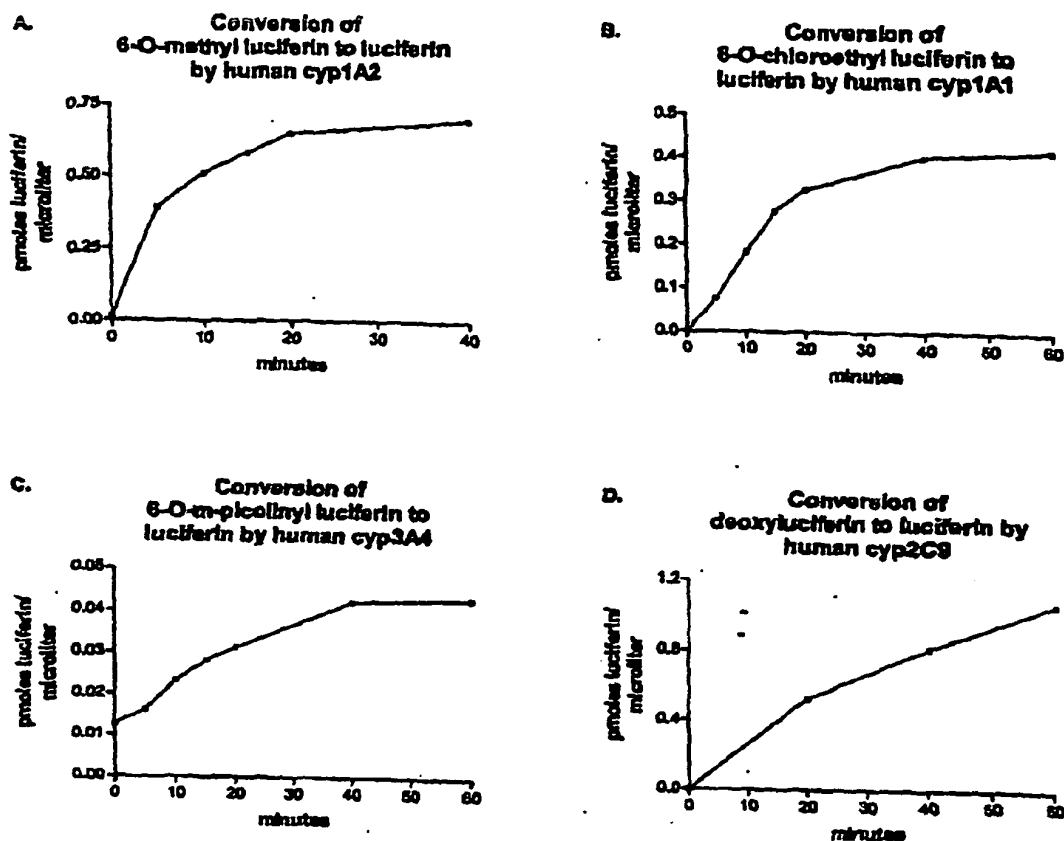 A.
Conversion of
6-O-methyl luciferin to luciferin
by human cyp1A2
pmoles luciferin/
microliter
0.75
0.50
0.25
0.00
0 10 20 30 40
minutes
B.
Conversion of
6-O-chloroethyl luciferin to
luciferin by human cyp1A1
pmoles luciferin/
microliter
0.5
0.4
0.3
0.2
0.1
0.0
0 10 20 30 40 50 60
minutes
C.
Conversion of
6-O-m-picolinyl luciferin to
luciferin by human cyp3A4
pmoles luciferin/
microliter
0.05
0.04
0.03
0.02
0.01
0.00
0 10 20 30 40 50 60
minutes
D.
Conversion of
deoxyluciferin to luciferin by
human cyp2C9
pmoles luciferin/
microliter
1.2
0.8
0.4
0.0
0 10 20 30 40 50 60
minutes